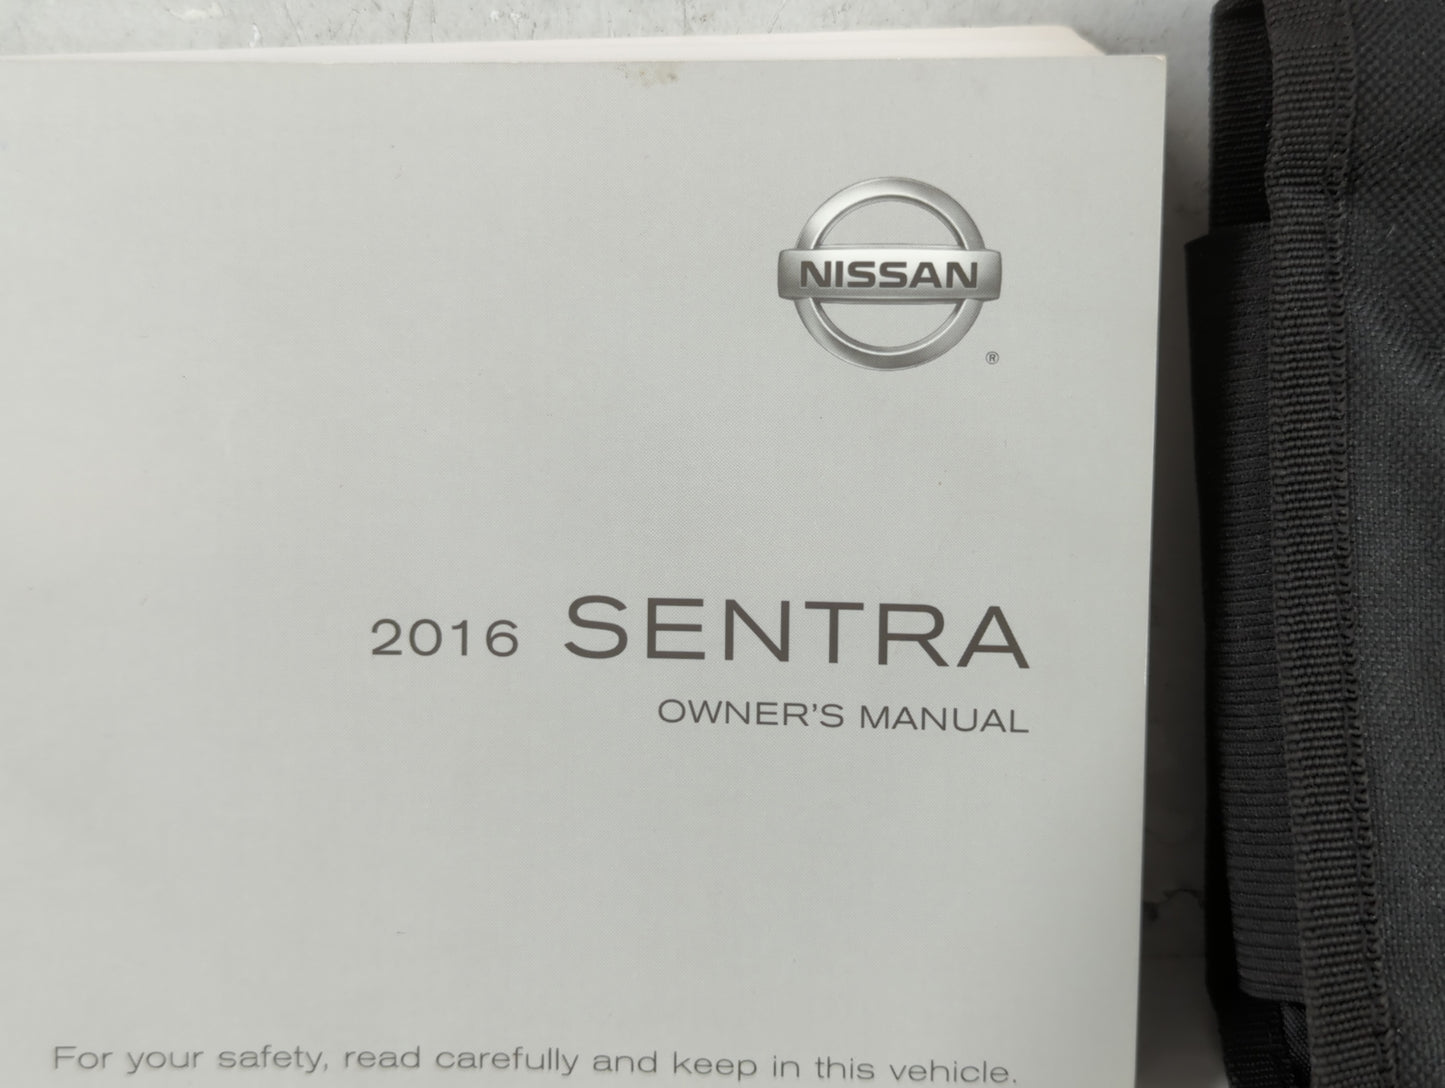 NISSAN
®
2016 SENTRA
OWNER'S MANUAL
For your safety, read carefully and keep in this vehicle.